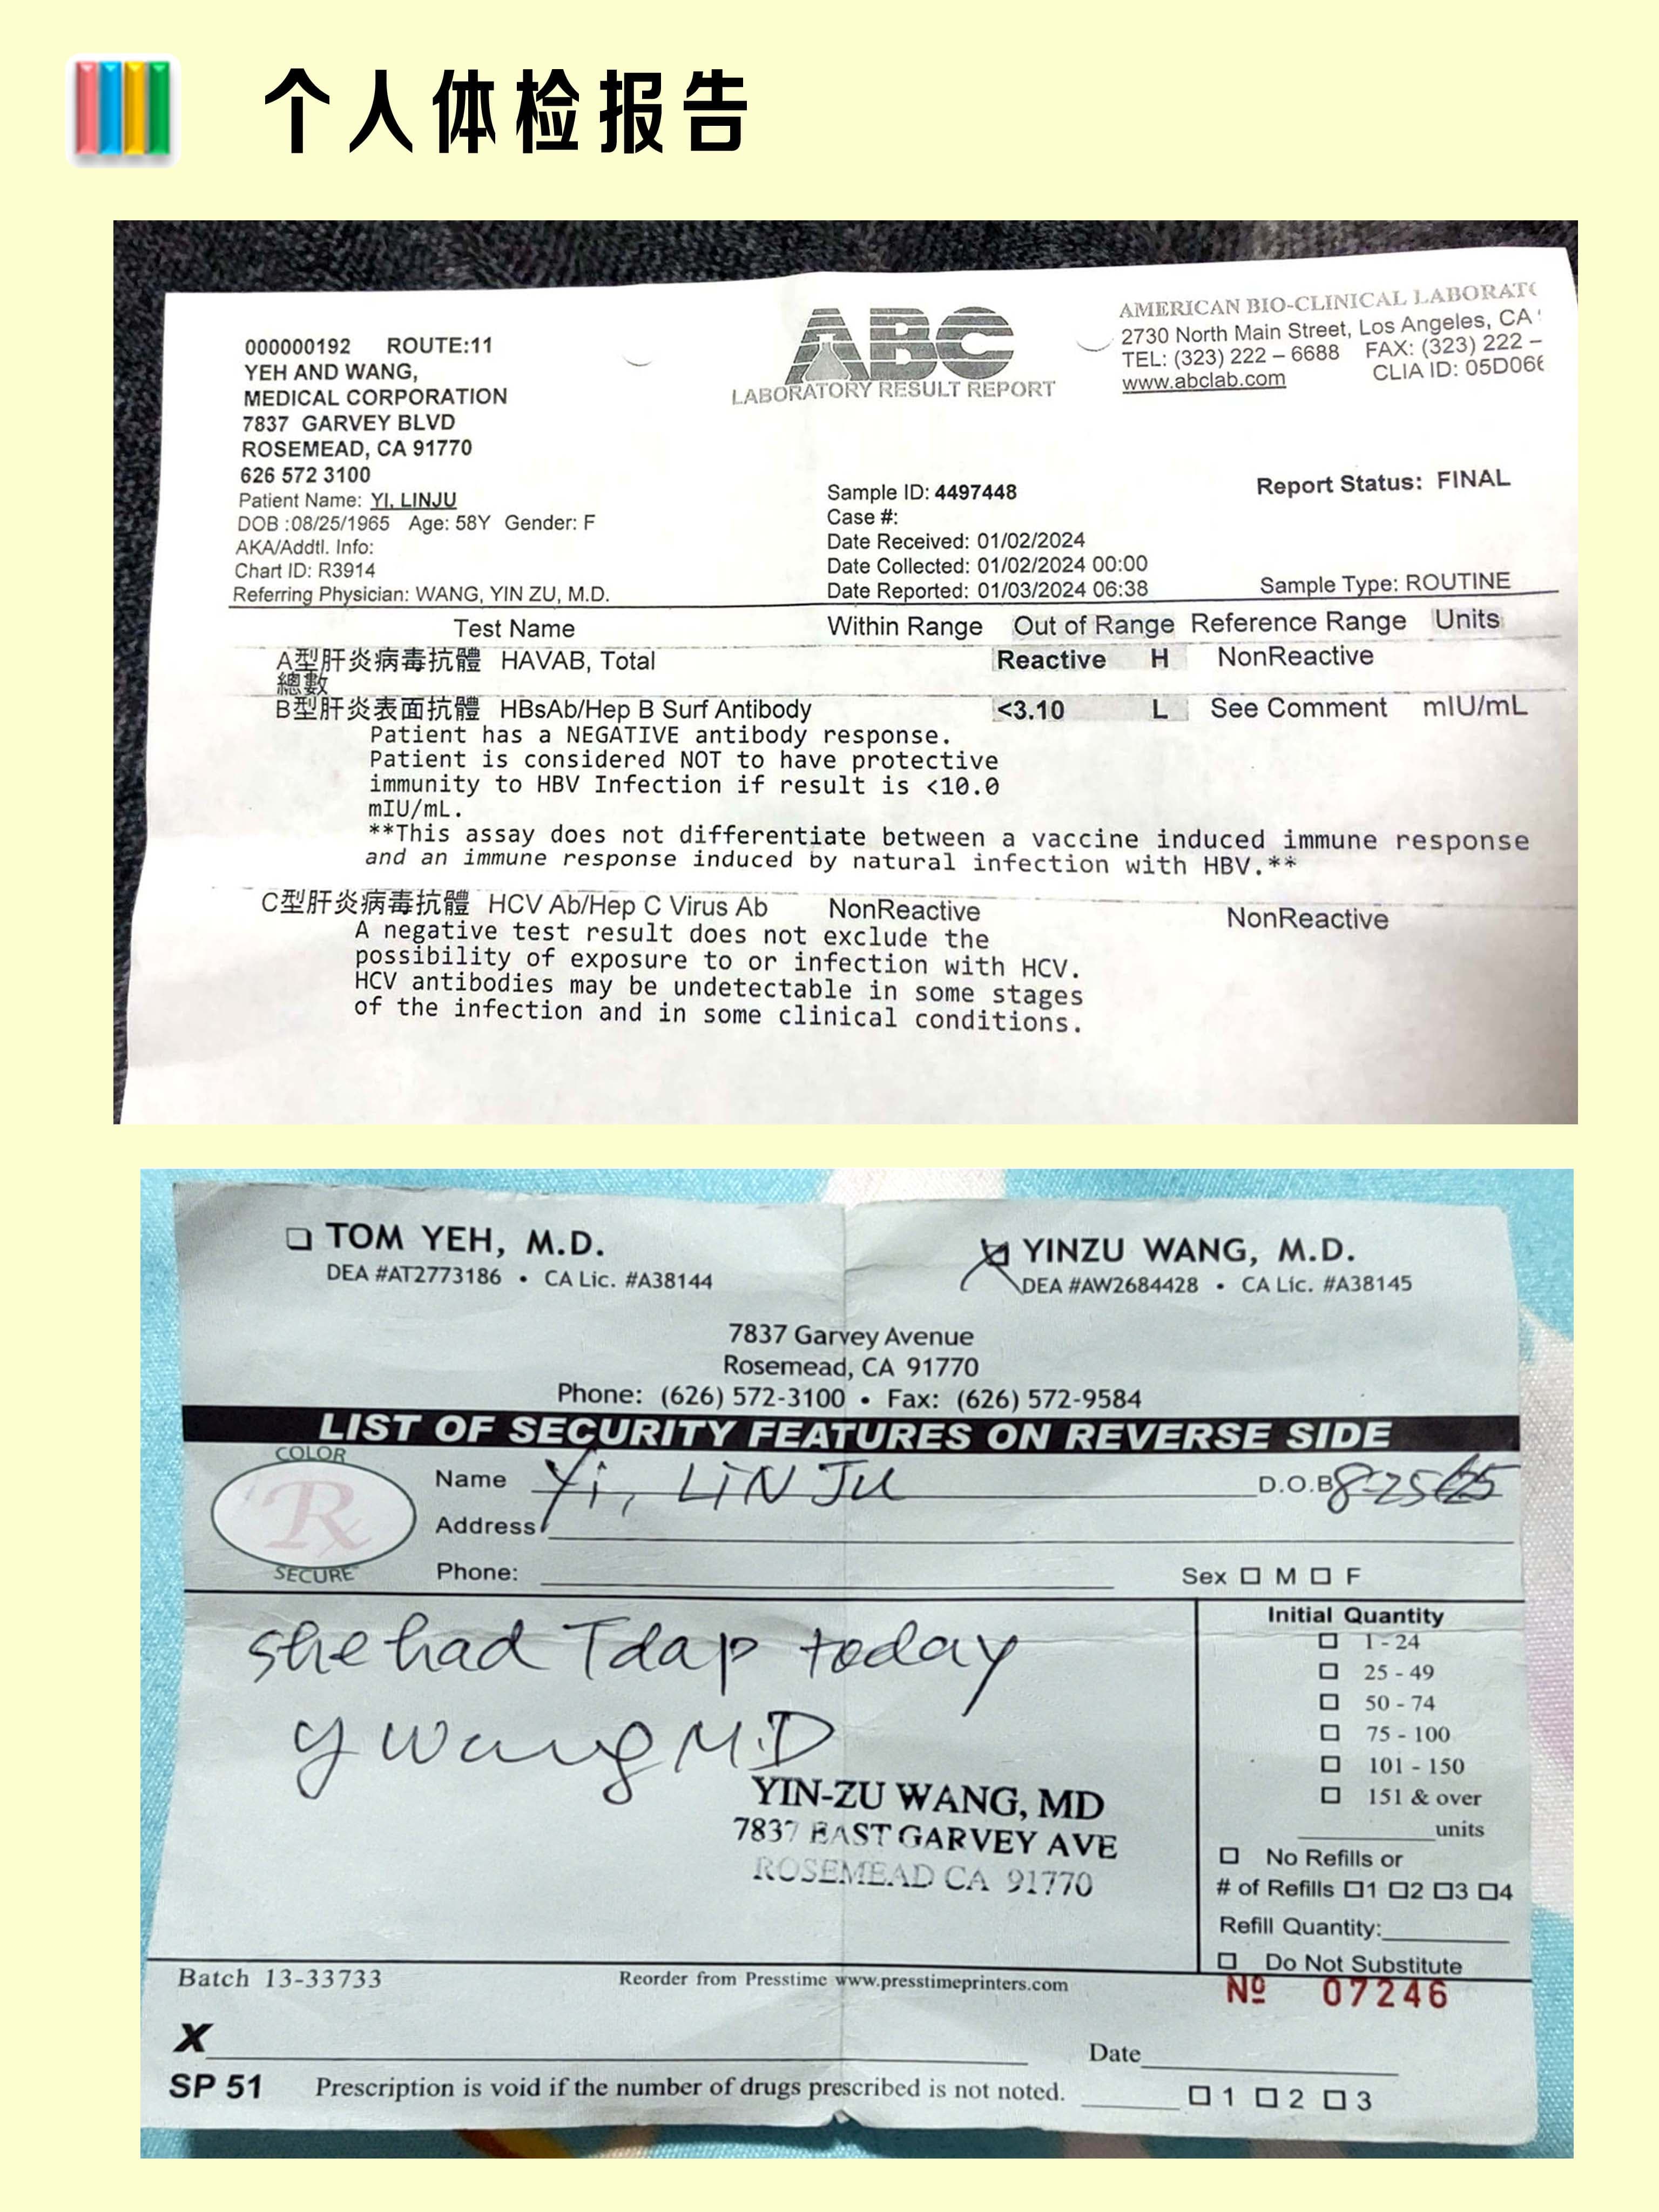 个人体检报告
000000192 ROUTE:11
YEH AND WANG,
MEDICAL CORPORATION
7837 GARVEY BLVD
ROSEMEAD, CA 91770
626 572 3100
Patient Name: YI, LINJU
DOB :08/25/1965 Age: 58Y Gender: F
AKA/Addtl. Info:
Chart ID: R3914
Referring Physician: WANG, YIN ZU, M.D.
ABC
LABORATORY RESULT REPORT
AMERICAN BIO-CLINICAL
2730 North Main Street, Los Angeles, CA
TEL: (323) 222 – 6688 FAX: (323) 222 –
www.abclab.com CLIA ID: 05D06
Sample ID: 4497448
Case #:
Date Received: 01/02/2024
Date Collected: 01/02/2024 00:00
Date Reported: 01/03/2024 06:38
Report Status: FINAL
Sample Type: ROUTINE
Test Name Within Range Out of Range Reference Range Units
A型肝炎病毒抗體 HAVAB, Total Reactive H NonReactive
總數
B型肝炎表面抗體 HBsAb/Hep B Surf Antibody <3.10 L See Comment mIU/mL
Patient has a NEGATIVE antibody response.
Patient is considered NOT to have protective
immunity to HBV Infection if result is <10.0
mIU/mL.
**This assay does not differentiate between a vaccine induced immune response
and an immune response induced by natural infection with HBV.**
C型肝炎病毒抗體 HCV Ab/Hep C Virus Ab NonReactive NonReactive
A negative test result does not exclude the
possibility of exposure to or infection with HCV.
HCV antibodies may be undetectable in some stages
of the infection and in some clinical conditions.
TOM YEH, M.D.
DEA #AT2773186 • CA Lic. #A38144
YINZU WANG, M.D.
DEA #AW2684428 • CA Lic. #A38145
7837 Garvey Avenue
Rosemead, CA 91770
Phone: (626) 572-3100 • Fax: (626) 572-9584
LIST OF SECURITY FEATURES ON REVERSE SIDE
COLOR
Rx
SECURE
Name Yi, LiNJU D.O.B 8-25-65
Address
Phone: Sex M F
she had Tdap today
Y Wang M.D
YIN-ZU WANG, MD
7837 EAST GARVEY AVE
ROSEMEAD CA 91770
Initial Quantity
1 - 24
25 - 49
50 - 74
75 - 100
101 - 150
151 & over
units
No Refills or
# of Refills 1 2 3 4
Refill Quantity:
Do Not Substitute
Batch 13-33733 Reorder from Presstime www.presstimeprinters.com
Nº 07246
X
Date
SP 51 Prescription is void if the number of drugs prescribed is not noted. 1 2 3